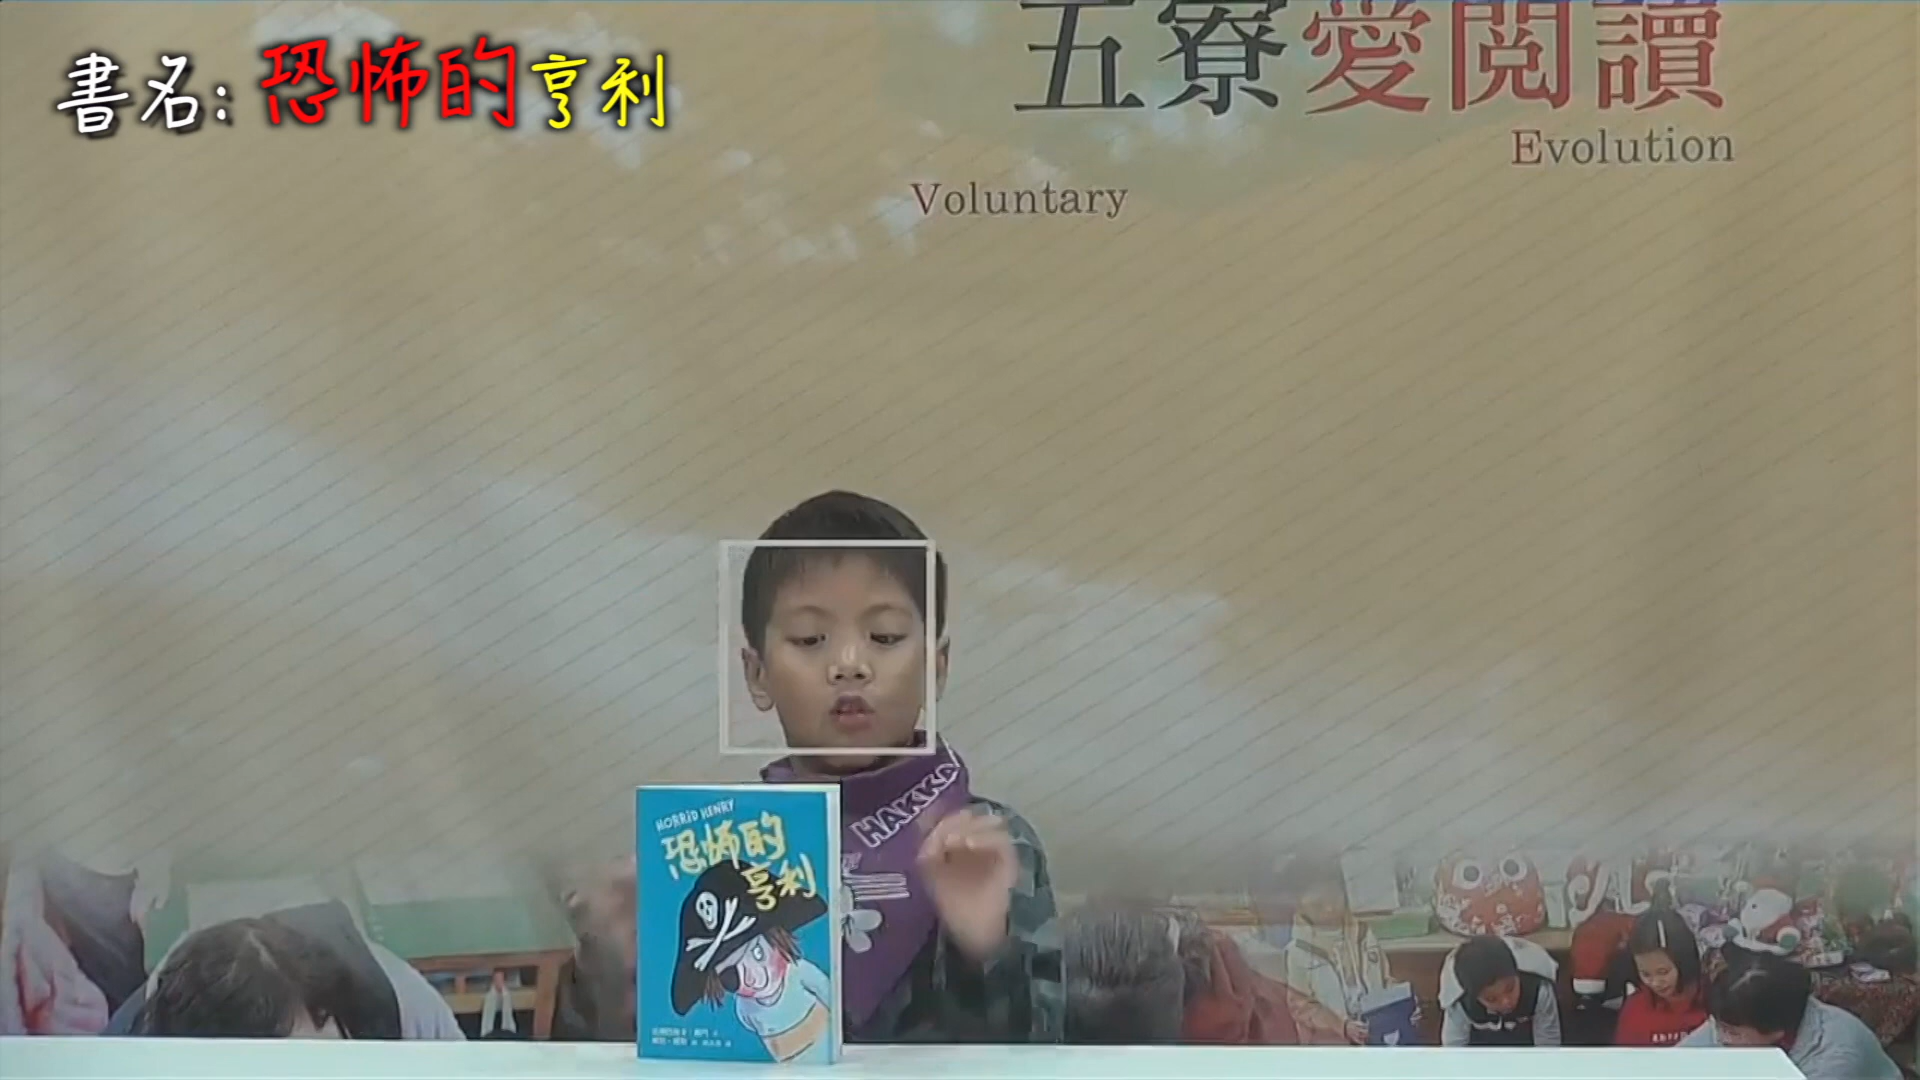 書名:恐怖的亨利
五寮愛閱讀
Evolution
Voluntary
HAKKA
HORRID HENRY
恐怖的
亨利